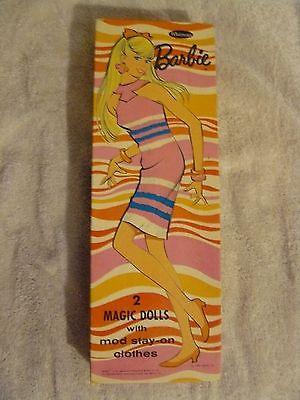 Whitman
Barbie
2
MAGIC DOLLS
with
mod stay-on
clothes